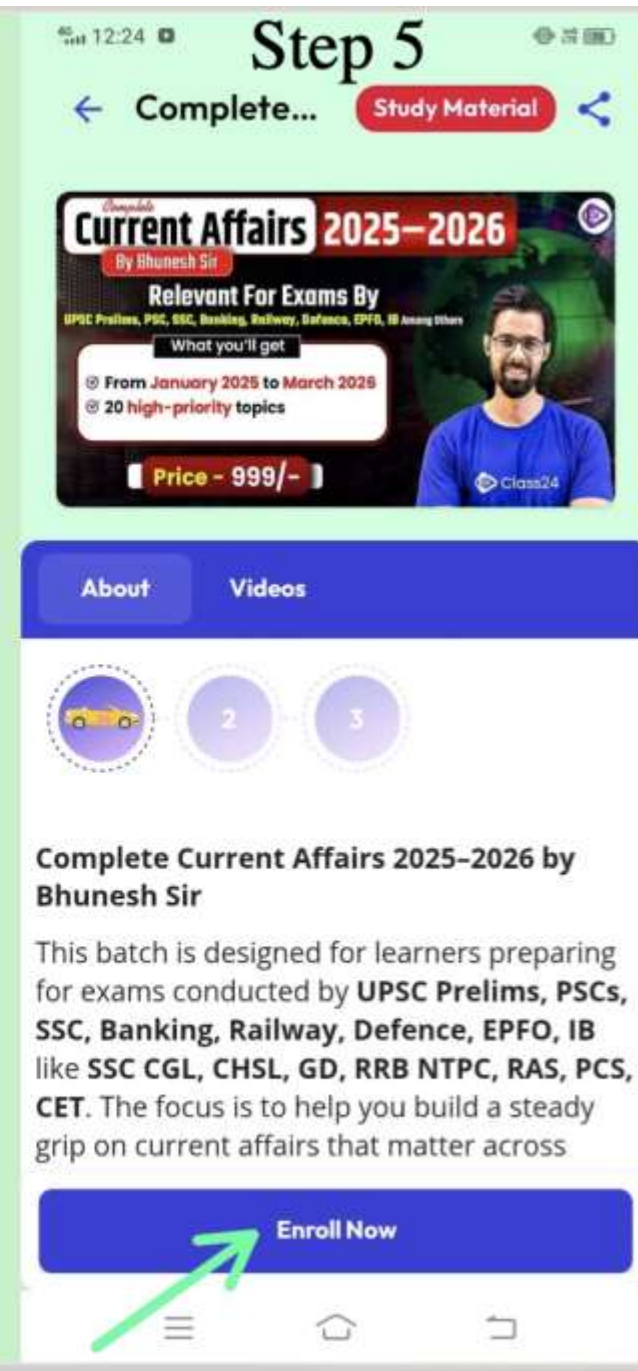 12:24
Step 5
Complete...
Study Material
Complete
Current Affairs 2025–2026
By Bhunesh Sir
Relevant For Exams By
UPSC Prelims, PSC, SSC, Banking, Railway, Defence, EPFO, IB Among Others
What you'll get
From January 2025 to March 2026
20 high-priority topics
Price - 999/-
Class24
About
Videos
2
3
Complete Current Affairs 2025–2026 by
Bhunesh Sir
This batch is designed for learners preparing
for exams conducted by UPSC Prelims, PSCs,
SSC, Banking, Railway, Defence, EPFO, IB
like SSC CGL, CHSL, GD, RRB NTPC, RAS, PCS,
CET. The focus is to help you build a steady
grip on current affairs that matter across
Enroll Now